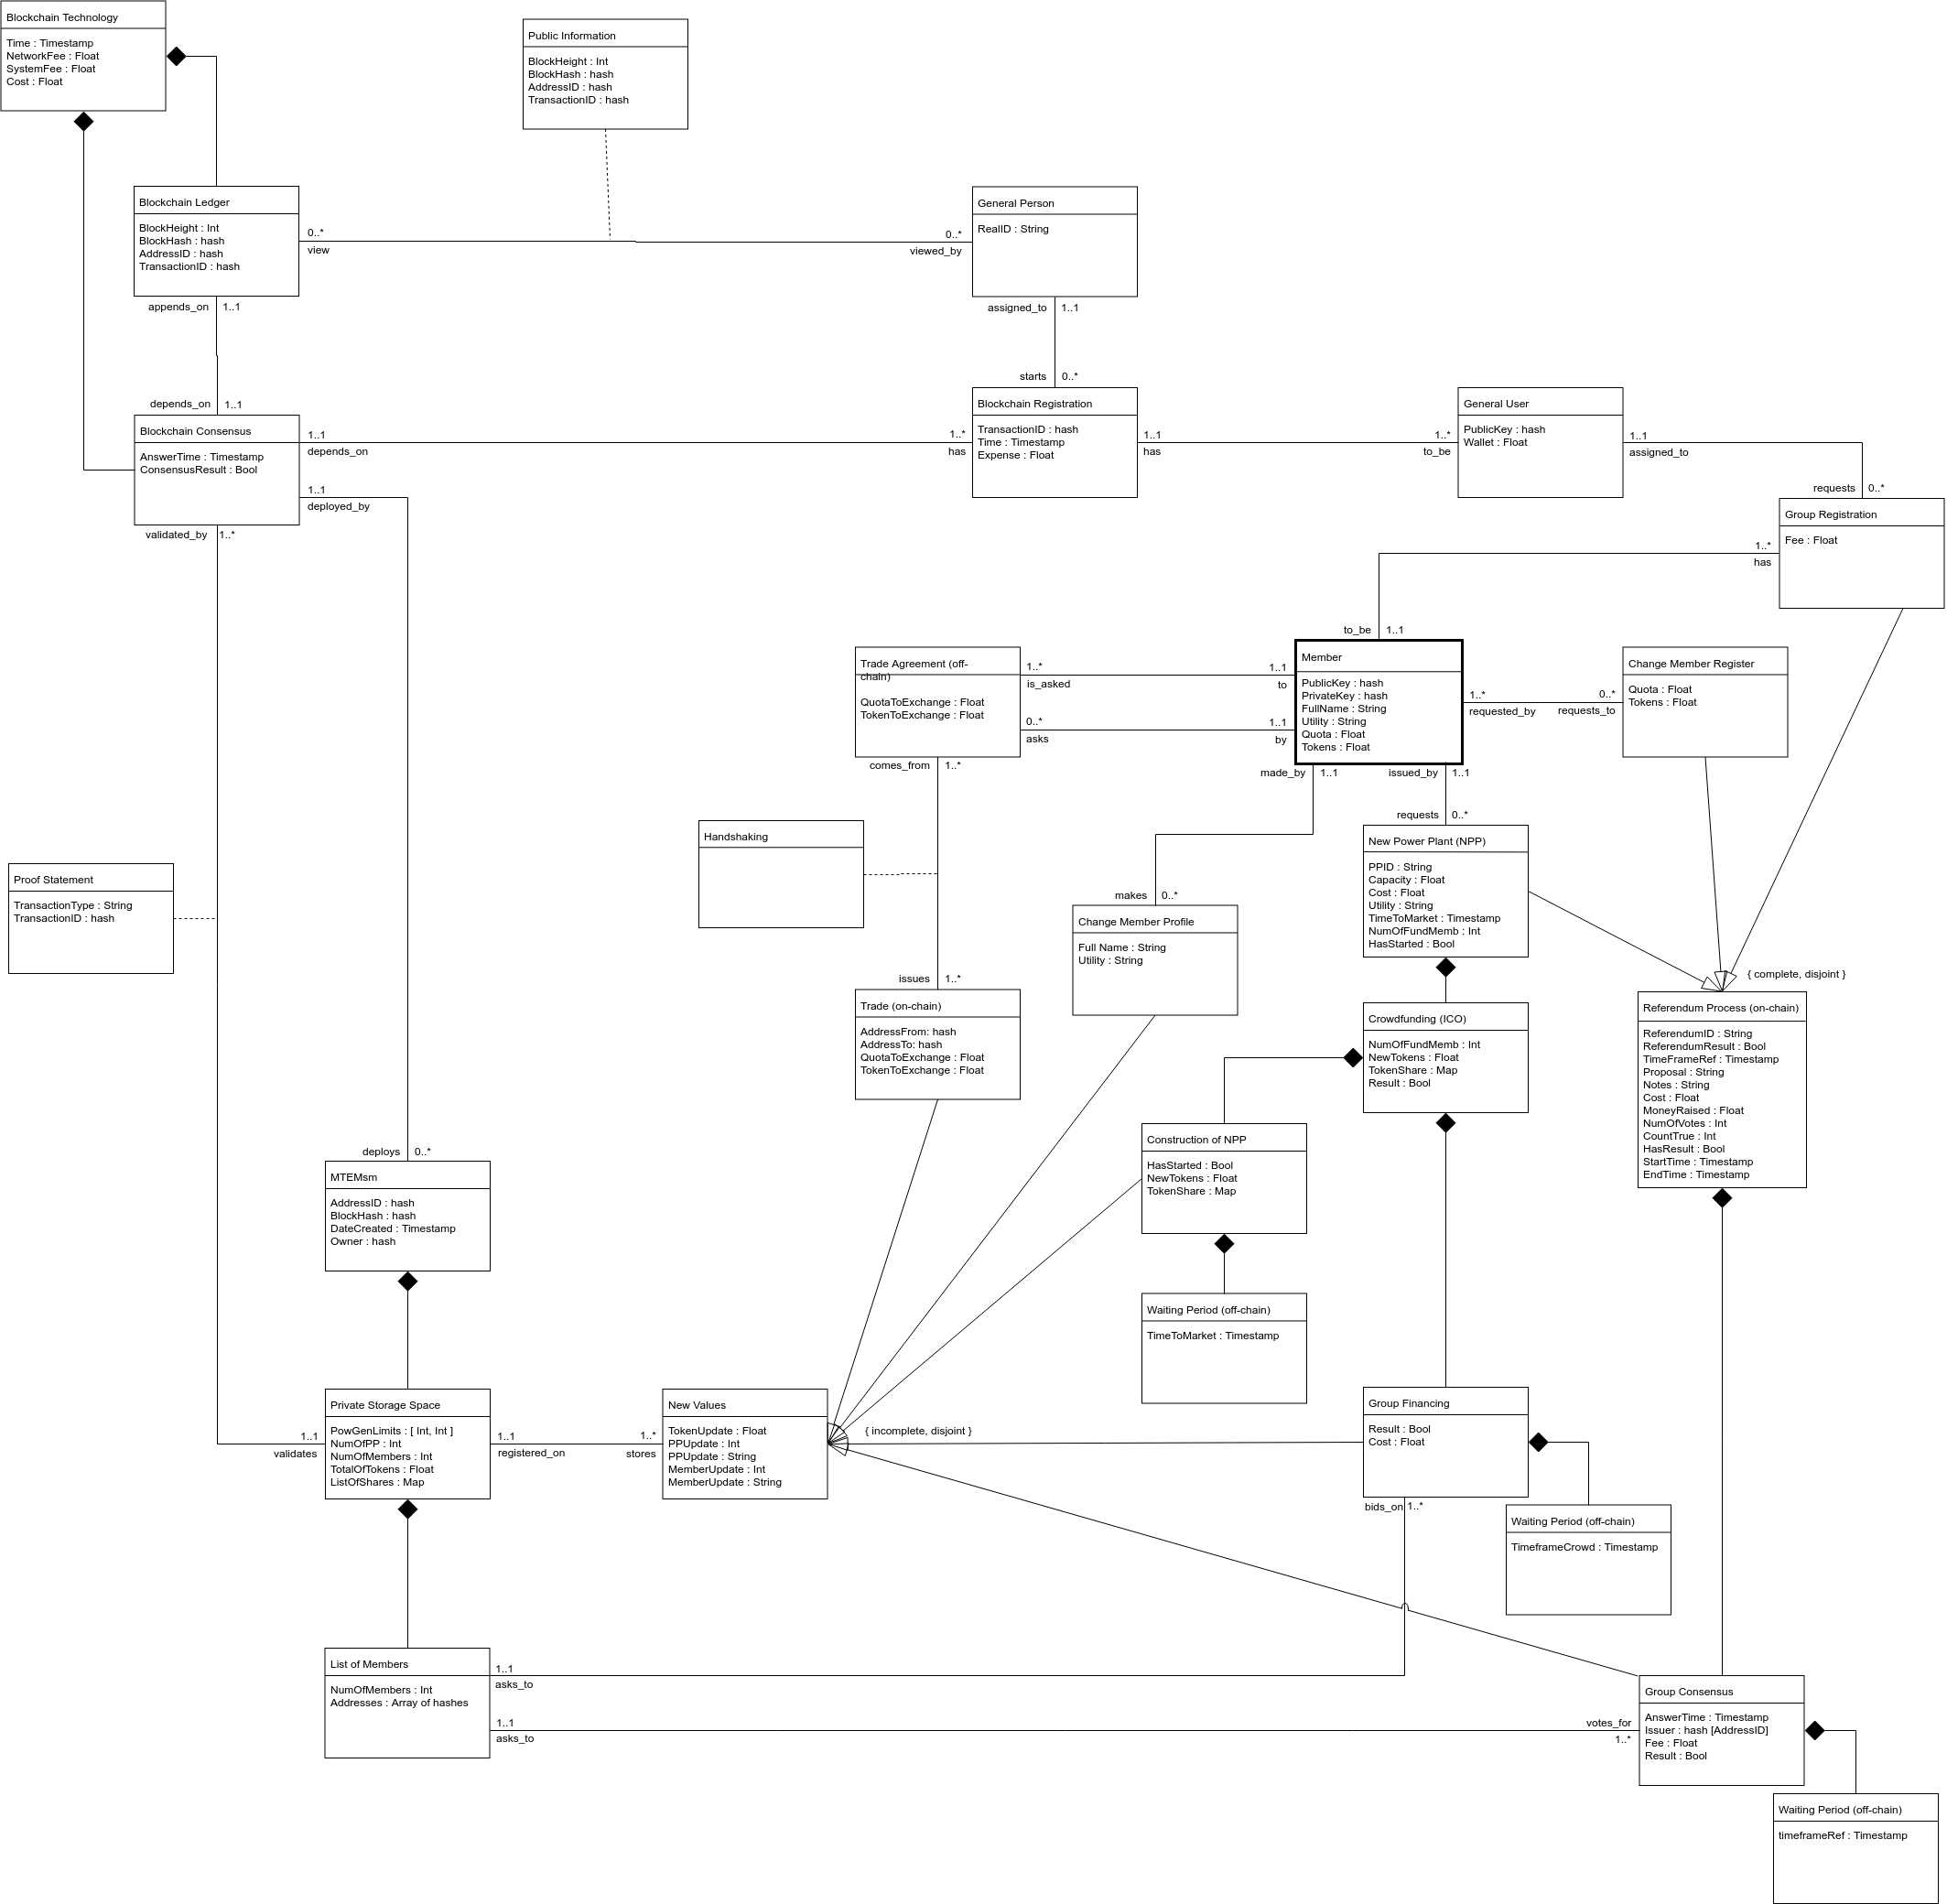 Blockchain Technology
Time : Timestamp
NetworkFee : Float
SystemFee : Float
Cost : Float
Public Information
BlockHeight : Int
BlockHash : hash
AddressID : hash
TransactionID : hash
Blockchain Ledger
BlockHeight : Int
BlockHash : hash
AddressID : hash
TransactionID : hash
0..*
view
0..*
viewed_by
General Person
RealID : String
appends_on
1..1
assigned_to
1..1
depends_on
1..1
starts
0..*
Blockchain Consensus
AnswerTime : Timestamp
ConsensusResult : Bool
1..1
depends_on
1..*
has
Blockchain Registration
TransactionID : hash
Time : Timestamp
Expense : Float
1..1
has
1..*
to_be
General User
PublicKey : hash
Wallet : Float
1..1
assigned_to
requests
0..*
1..1
deployed_by
validated_by
1..*
Group Registration
Fee : Float
1..*
has
to_be
1..1
Trade Agreement (off-
chain)
QuotaToExchange : Float
TokenToExchange : Float
1..*
is_asked
1..1
to
0..*
asks
1..1
by
Member
PublicKey : hash
PrivateKey : hash
FullName : String
Utility : String
Quota : Float
Tokens : Float
1..*
requested_by
0..*
requests_to
Change Member Register
Quota : Float
Tokens : Float
comes_from
1..*
made_by
1..1
issued_by
1..1
requests
0..*
Handshaking
New Power Plant (NPP)
PPID : String
Capacity : Float
Cost : Float
Utility : String
TimeToMarket : Timestamp
NumOfFundMemb : Int
HasStarted : Bool
Proof Statement
TransactionType : String
TransactionID : hash
makes
0..*
Change Member Profile
Full Name : String
Utility : String
issues
1..*
{ complete, disjoint }
Trade (on-chain)
AddressFrom: hash
AddressTo: hash
QuotaToExchange : Float
TokenToExchange : Float
Crowdfunding (ICO)
NumOfFundMemb : Int
NewTokens : Float
TokenShare : Map
Result : Bool
Referendum Process (on-chain)
ReferendumID : String
ReferendumResult : Bool
TimeFrameRef : Timestamp
Proposal : String
Notes : String
Cost : Float
MoneyRaised : Float
NumOfVotes : Int
CountTrue : Int
HasResult : Bool
StartTime : Timestamp
EndTime : Timestamp
Construction of NPP
HasStarted : Bool
NewTokens : Float
TokenShare : Map
deploys
0..*
MTEMsm
AddressID : hash
BlockHash : hash
DateCreated : Timestamp
Owner : hash
Waiting Period (off-chain)
TimeToMarket : Timestamp
Private Storage Space
PowGenLimits : [ Int, Int ]
NumOfPP : Int
NumOfMembers : Int
TotalOfTokens : Float
ListOfShares : Map
1..1
validates
1..1
registered_on
1..*
stores
New Values
TokenUpdate : Float
PPUpdate : Int
PPUpdate : String
MemberUpdate : Int
MemberUpdate : String
{ incomplete, disjoint }
Group Financing
Result : Bool
Cost : Float
bids_on
1..*
Waiting Period (off-chain)
TimeframeCrowd : Timestamp
List of Members
NumOfMembers : Int
Addresses : Array of hashes
1..1
asks_to
1..1
asks_to
votes_for
1..*
Group Consensus
AnswerTime : Timestamp
Issuer : hash [AddressID]
Fee : Float
Result : Bool
Waiting Period (off-chain)
timeframeRef : Timestamp